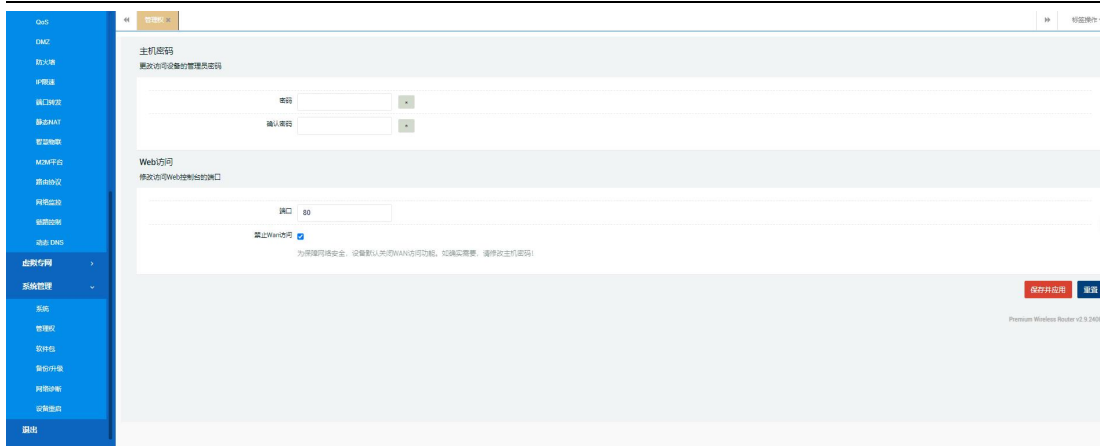 QoS
DMZ
防火墙
IP限速
端口转发
静态NAT
智慧物联
M2M平台
路由协议
网络监控
链路控制
动态 DNS
虚拟专网
系统管理
系统
管理权
软件包
备份/升级
网络诊断
设备重启
退出
管理权
标签操作
主机密码
更改访问设备的管理员密码
密码
确认密码
Web访问
修改访问Web控制台的端口
端口 80
禁止Wan访问
为保障网络安全，设备默认关闭WAN访问功能。如确实需要，请修改主机密码！
保存并应用 重置
Premium Wireless Router v2.9.240